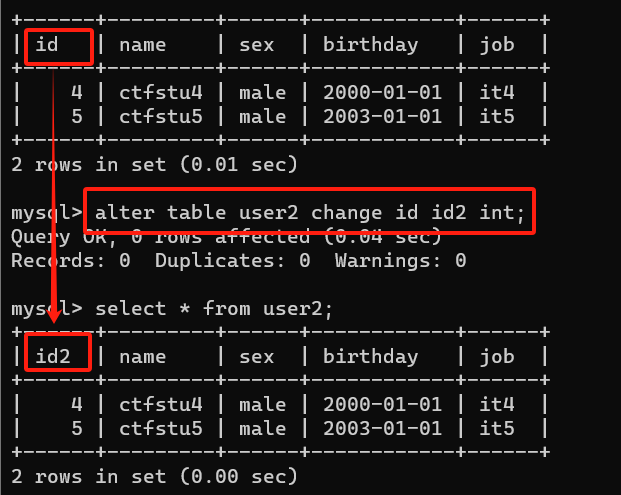 +------+---------+------+------------+------+
| id   | name    | sex  | birthday   | job  |
+------+---------+------+------------+------+
|    4 | ctfstu4 | male | 2000-01-01 | it4  |
|    5 | ctfstu5 | male | 2003-01-01 | it5  |
+------+---------+------+------------+------+
2 rows in set (0.01 sec)
mysql> alter table user2 change id id2 int;
Query OK, 0 rows affected (0.04 sec)
Records: 0  Duplicates: 0  Warnings: 0
mysql> select * from user2;
+------+---------+------+------------+------+
| id2  | name    | sex  | birthday   | job  |
+------+---------+------+------------+------+
|    4 | ctfstu4 | male | 2000-01-01 | it4  |
|    5 | ctfstu5 | male | 2003-01-01 | it5  |
+------+---------+------+------------+------+
2 rows in set (0.00 sec)